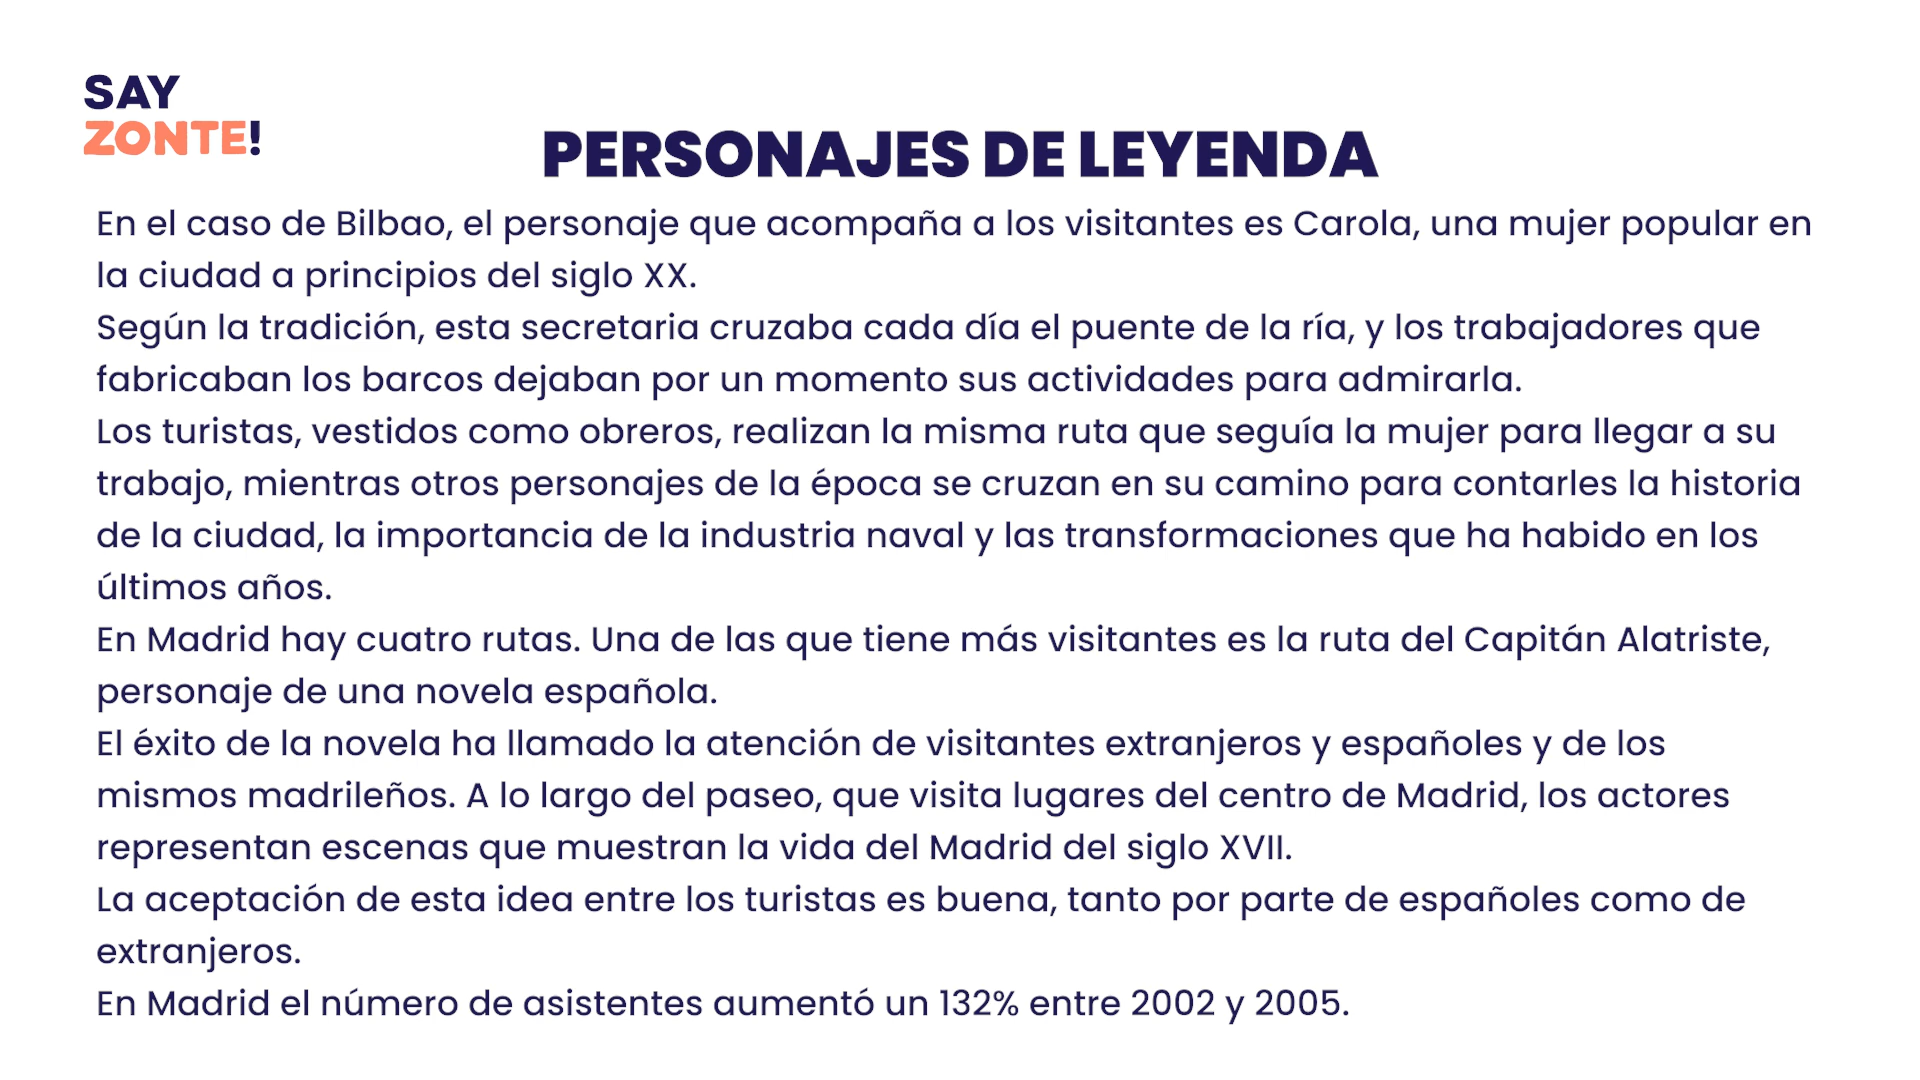 SAY
ZONTE!
PERSONAJES DE LEYENDA
En el caso de Bilbao, el personaje que acompaña a los visitantes es Carola, una mujer popular en
la ciudad a principios del siglo XX.
Según la tradición, esta secretaria cruzaba cada día el puente de la ría, y los trabajadores que
fabricaban los barcos dejaban por un momento sus actividades para admirarla.
Los turistas, vestidos como obreros, realizan la misma ruta que seguía la mujer para llegar a su
trabajo, mientras otros personajes de la época se cruzan en su camino para contarles la historia
de la ciudad, la importancia de la industria naval y las transformaciones que ha habido en los
últimos años.
En Madrid hay cuatro rutas. Una de las que tiene más visitantes es la ruta del Capitán Alatriste,
personaje de una novela española.
El éxito de la novela ha llamado la atención de visitantes extranjeros y españoles y de los
mismos madrileños. A lo largo del paseo, que visita lugares del centro de Madrid, los actores
representan escenas que muestran la vida del Madrid del siglo XVII.
La aceptación de esta idea entre los turistas es buena, tanto por parte de españoles como de
extranjeros.
En Madrid el número de asistentes aumentó un 132% entre 2002 y 2005.